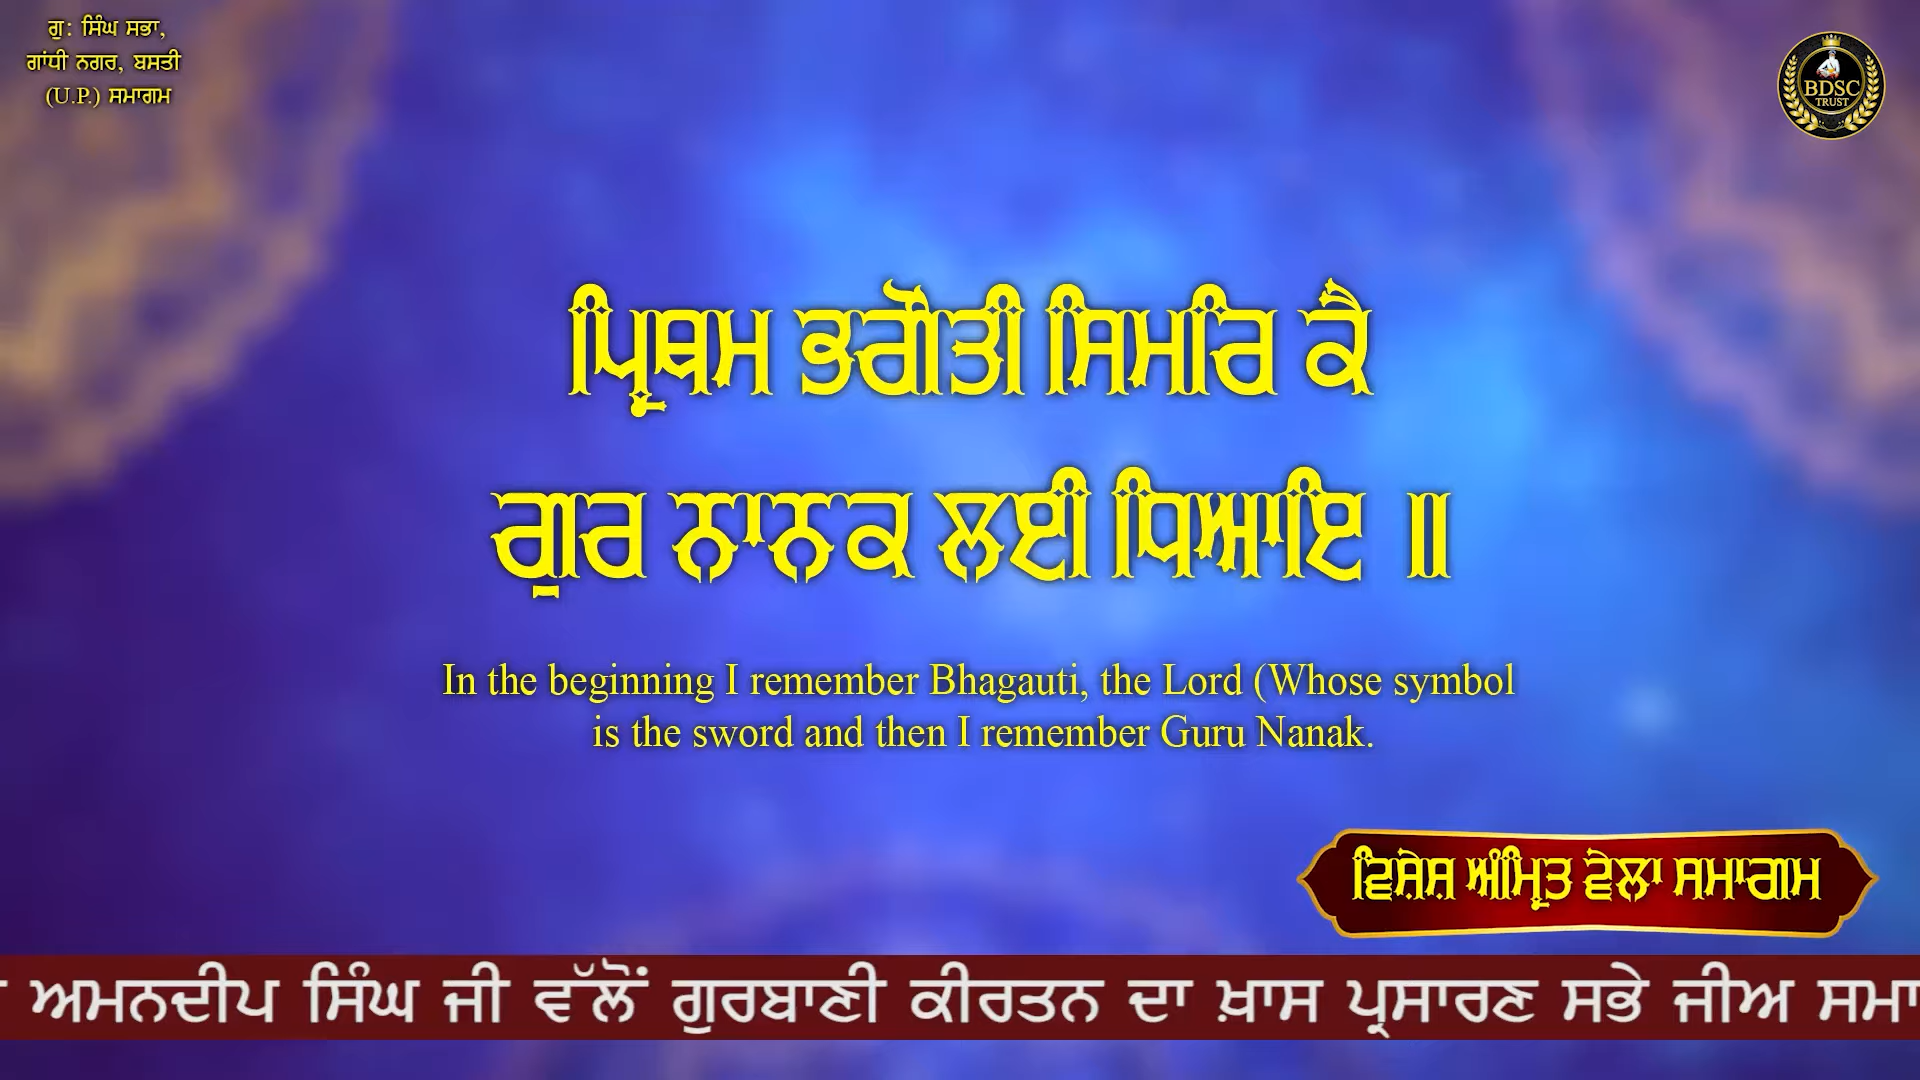 ਗੁ: ਸਿੰਘ ਸਭਾ,
ਗਾਂਧੀ ਨਗਰ, ਬਸਤੀ
(U.P.) ਸਮਾਗਮ
BDSC
TRUST
ਪ੍ਰਿਥਮ ਭਗੌਤੀ ਸਿਮਰਿ ਕੈ
ਗੁਰ ਨਾਨਕ ਲਈ ਧਿਆਇ ॥
In the beginning I remember Bhagauti, the Lord (Whose symbol
is the sword and then I remember Guru Nanak.
ਵਿਸ਼ੇਸ਼ ਅੰਮ੍ਰਿਤ ਵੇਲਾ ਸਮਾਗਮ
ਅਮਨਦੀਪ ਸਿੰਘ ਜੀ ਵੱਲੋਂ ਗੁਰਬਾਣੀ ਕੀਰਤਨ ਦਾ ਖ਼ਾਸ ਪ੍ਰਸਾਰਣ ਸਭੇ ਜੀਅ ਸਮਾ